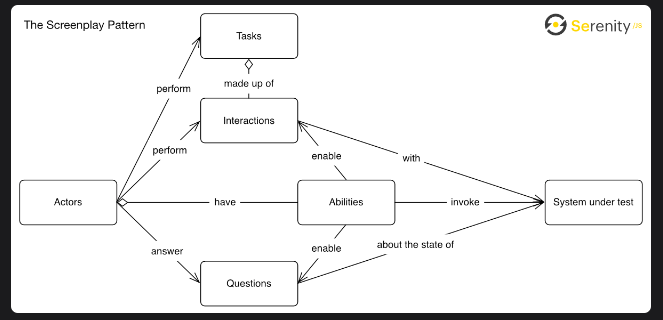 The Screenplay Pattern
Serenity/JS
Tasks
perform
made up of
Interactions
perform
enable
with
Actors
have
Abilities
invoke
System under test
answer
enable
about the state of
Questions